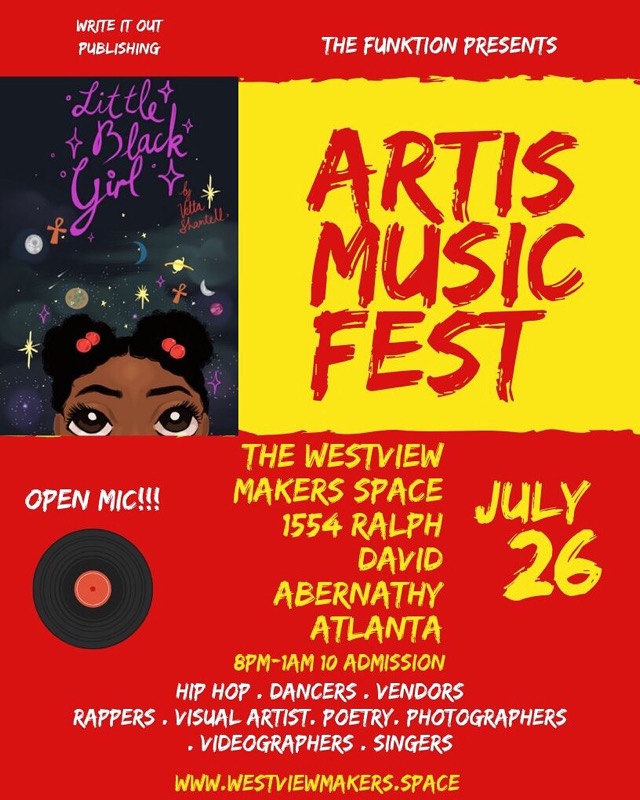 WRITE IT OUT
PUBLISHING
THE FUNKTION PRESENTS
Little
Black
Girl
by
Vetta
Shantell
ARTIS
MUSIC
FEST
OPEN MIC!!!
THE WESTVIEW
MAKERS SPACE
1554 RALPH
DAVID
ABERNATHY
ATLANTA
8PM-1AM 10 ADMISSION
JULY
26
HIP HOP . DANCERS . VENDORS
RAPPERS . VISUAL ARTIST. POETRY. PHOTOGRAPHERS
. VIDEOGRAPHERS . SINGERS
WWW.WESTVIEWMAKERS.SPACE